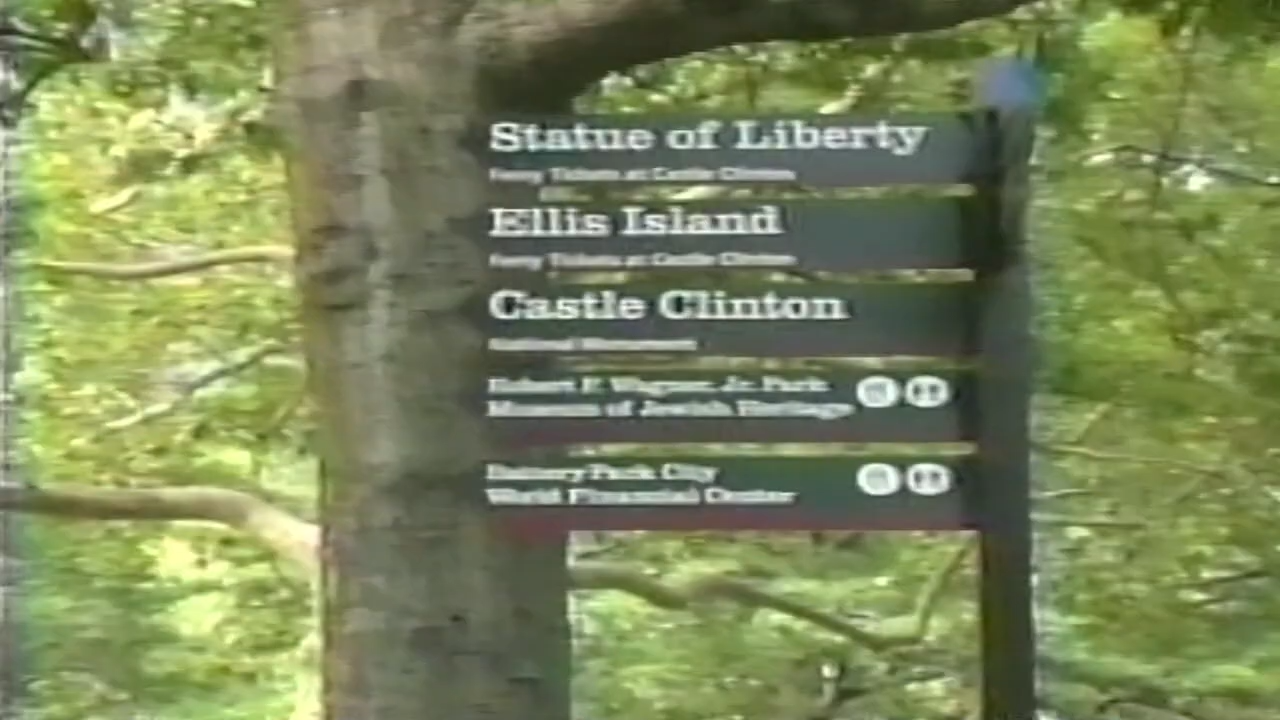 Statue of Liberty
Ferry Tickets at Castle Clinton
Ellis Island
Ferry Tickets at Castle Clinton
Castle Clinton
National Monument
Robert F. Wagner, Jr. Park
Museum of Jewish Heritage
Battery Park City
World Financial Center